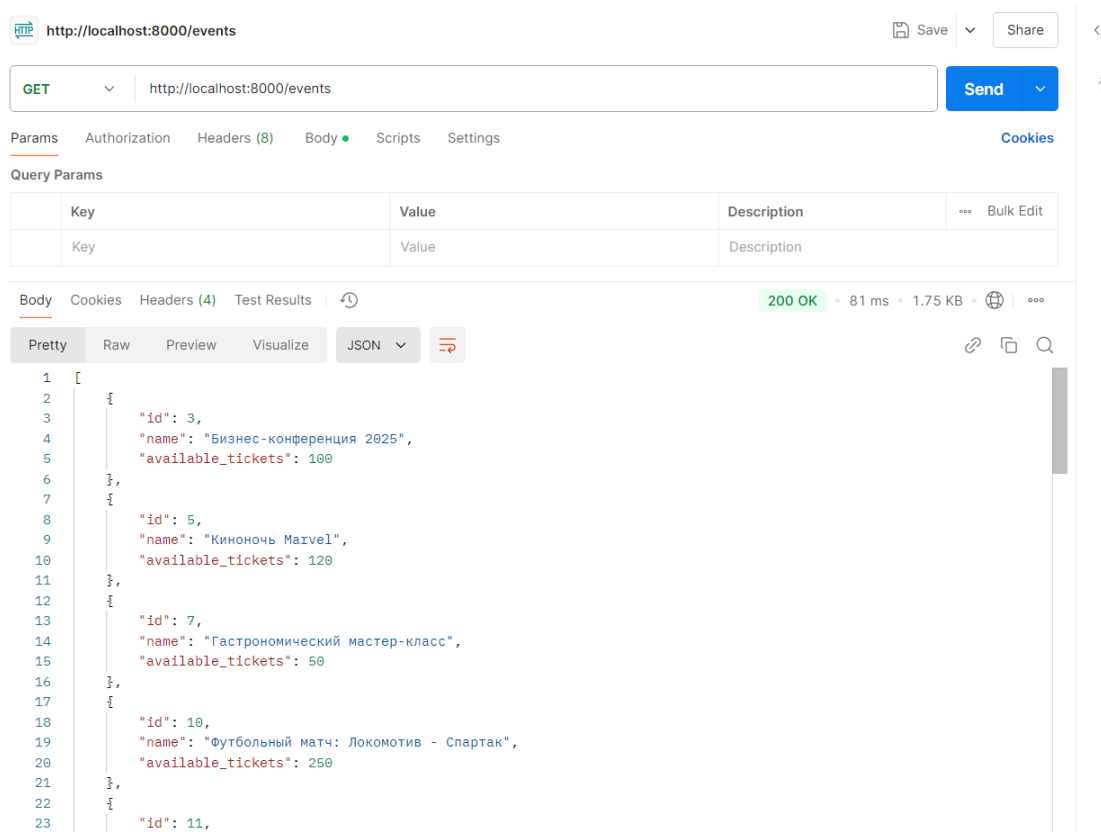 HTTP http://localhost:8000/events Save Share
GET http://localhost:8000/events Send
Params Authorization Headers (8) Body Scripts Settings Cookies
Query Params
Key Value Description Bulk Edit
Key Value Description
Body Cookies Headers (4) Test Results 200 OK 81 ms 1.75 KB
Pretty Raw Preview Visualize JSON
1 [
2 {
3 "id": 3,
4 "name": "Бизнес-конференция 2025",
5 "available_tickets": 100
6 },
7 {
8 "id": 5,
9 "name": "Киноночь Marvel",
10 "available_tickets": 120
11 },
12 {
13 "id": 7,
14 "name": "Гастрономический мастер-класс",
15 "available_tickets": 50
16 },
17 {
18 "id": 10,
19 "name": "Футбольный матч: Локомотив - Спартак",
20 "available_tickets": 250
21 },
22 {
23 "id": 11,